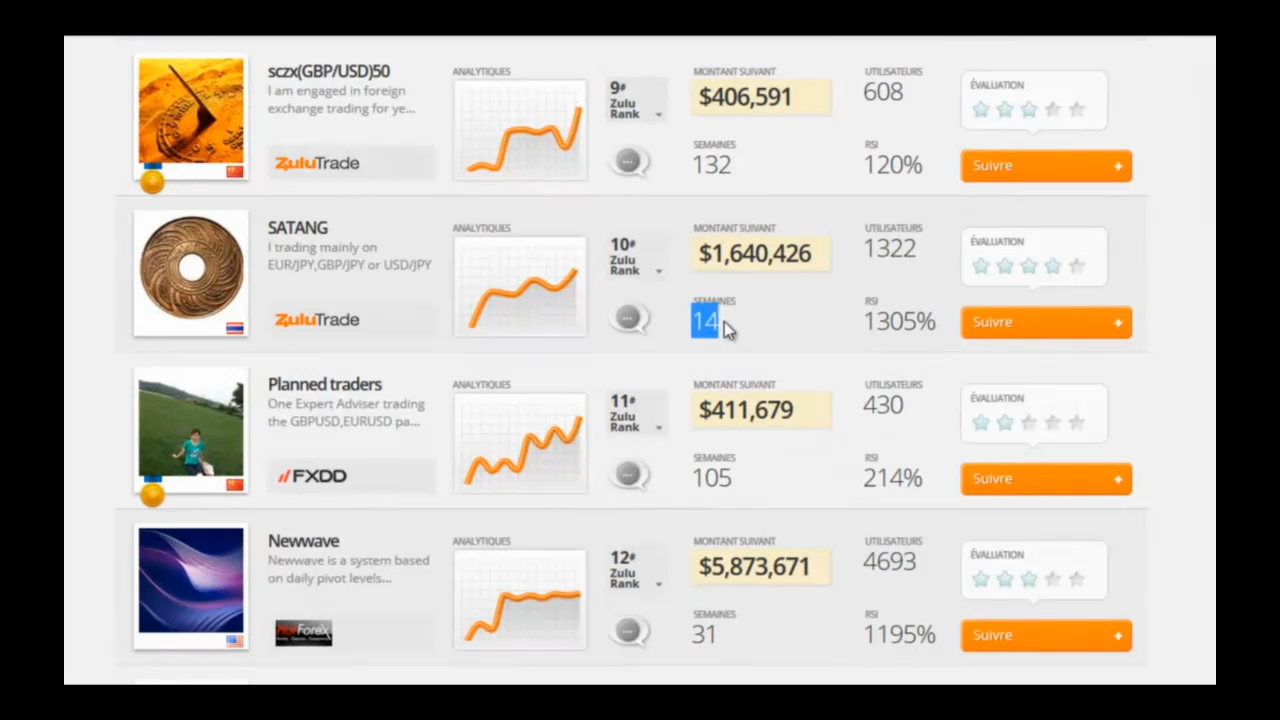 sczx(GBP/USD)50
I am engaged in foreign
exchange trading for ye...
ZuluTrade
ANALYTIQUES
9#
Zulu
Rank
MONTANT SUIVANT
$406,591
SEMAINES
132
UTILISATEURS
608
RSI
120%
ÉVALUATION
Suivre +
SATANG
I trading mainly on
EUR/JPY,GBP/JPY or USD/JPY
ZuluTrade
ANALYTIQUES
10#
Zulu
Rank
MONTANT SUIVANT
$1,640,426
SEMAINES
14
UTILISATEURS
1322
RSI
1305%
ÉVALUATION
Suivre +
Planned traders
One Expert Adviser trading
the GBPUSD,EURUSD pa...
FXDD
ANALYTIQUES
11#
Zulu
Rank
MONTANT SUIVANT
$411,679
SEMAINES
105
UTILISATEURS
430
RSI
214%
ÉVALUATION
Suivre +
Newwave
Newwave is a system based
on daily pivot levels...
HotForex
ANALYTIQUES
12#
Zulu
Rank
MONTANT SUIVANT
$5,873,671
SEMAINES
31
UTILISATEURS
4693
RSI
1195%
ÉVALUATION
Suivre +